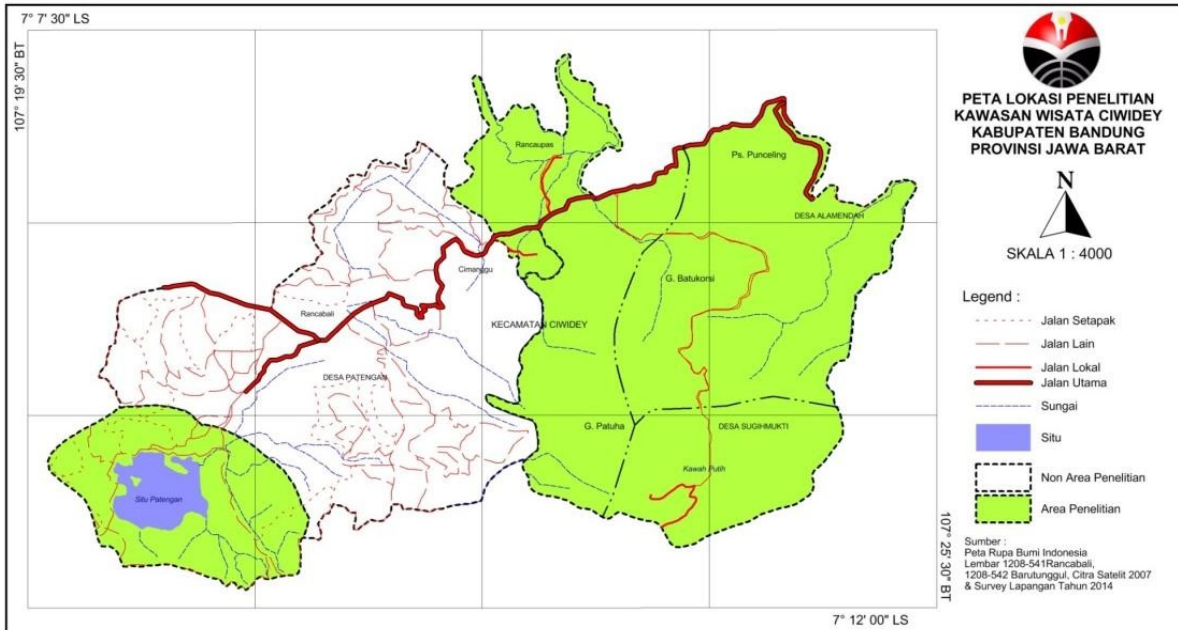 7° 7' 30" LS
107° 19' 30" BT
Rancaupas
Ps. Punceling
DESA ALAMENDAH
Cimanggu
G. Batukorsi
Rancabali
KECAMATAN CIWIDEY
DESA PATENGAN
G. Patuha
DESA SUGIHMUKTI
Kawah Putih
Situ Patengan
107° 25' 30" BT
7° 12' 00" LS
PETA LOKASI PENELITIAN
KAWASAN WISATA CIWIDEY
KABUPATEN BANDUNG
PROVINSI JAWA BARAT
N
SKALA 1 : 4000
Legend :
Jalan Setapak
Jalan Lain
Jalan Lokal
Jalan Utama
Sungai
Situ
Non Area Penelitian
Area Penelitian
Sumber :
Peta Rupa Bumi Indonesia
Lembar 1208-541Rancabali,
1208-542 Barutunggul, Citra Satelit 2007
& Survey Lapangan Tahun 2014